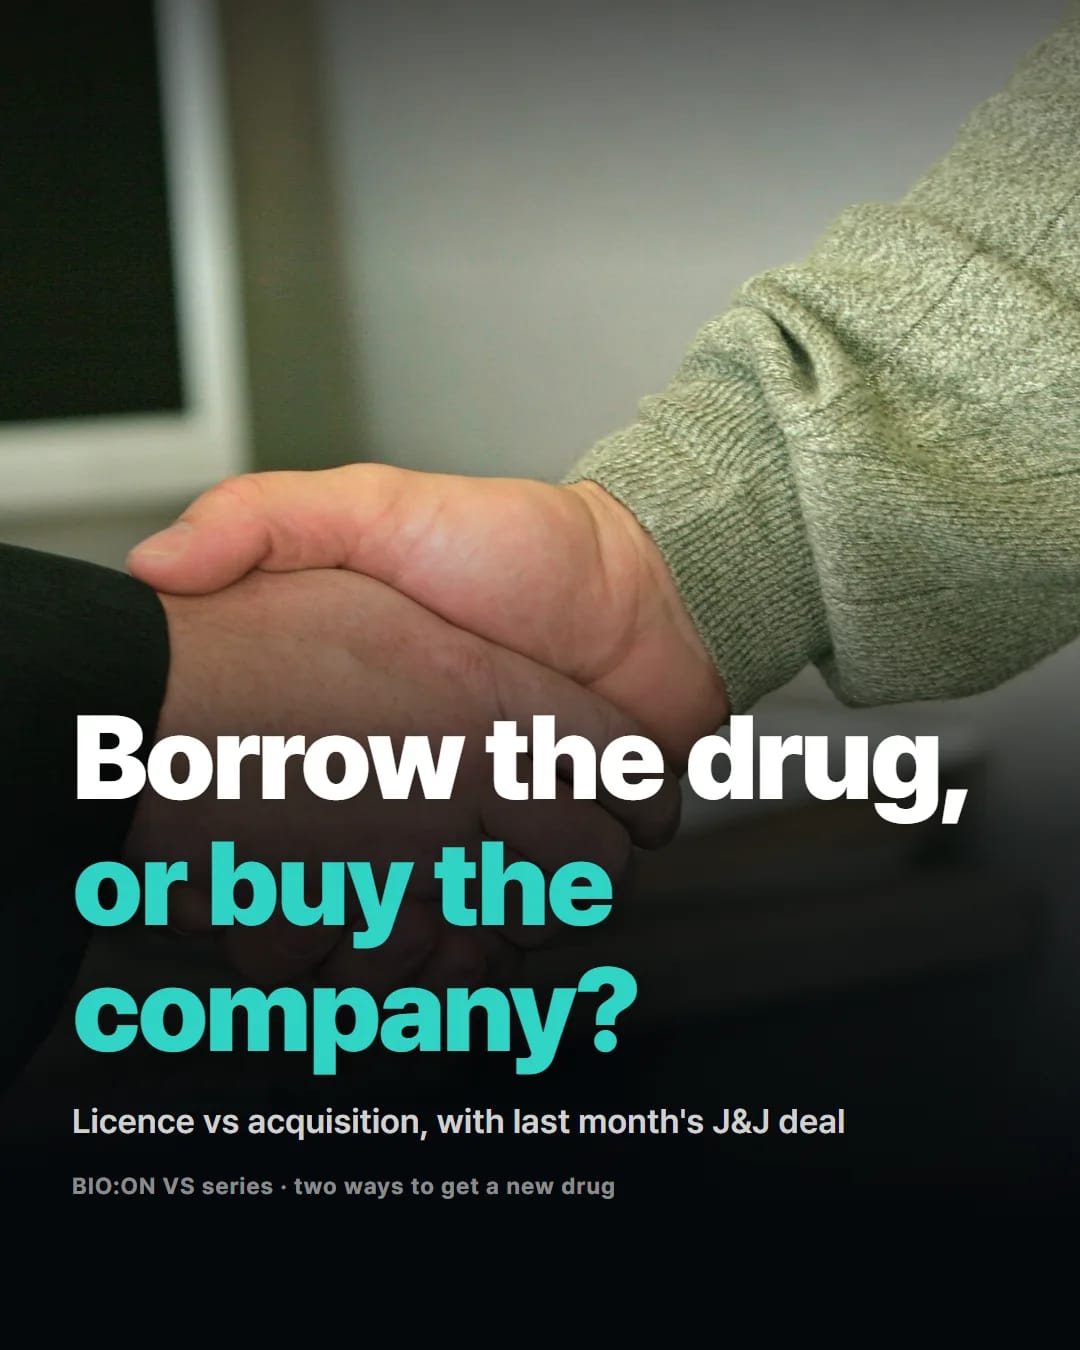 Borrow the drug,
or buy the
company?
Licence vs acquisition, with last month's J&J deal
BIO:ON VS series · two ways to get a new drug